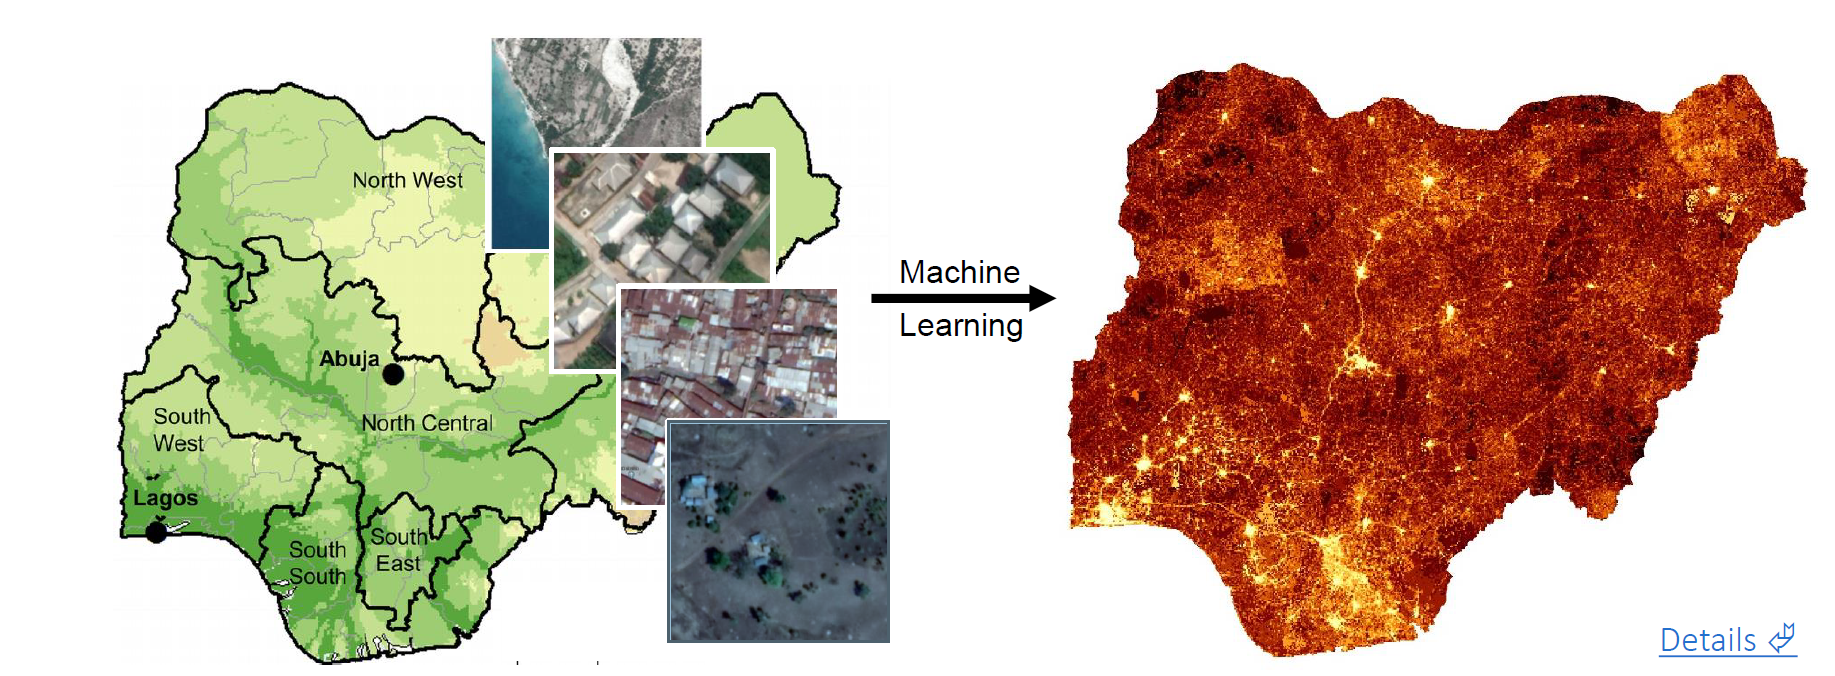 North West
Abuja
North Central
South
West
Lagos
South
South
South
East
Machine
Learning
Details